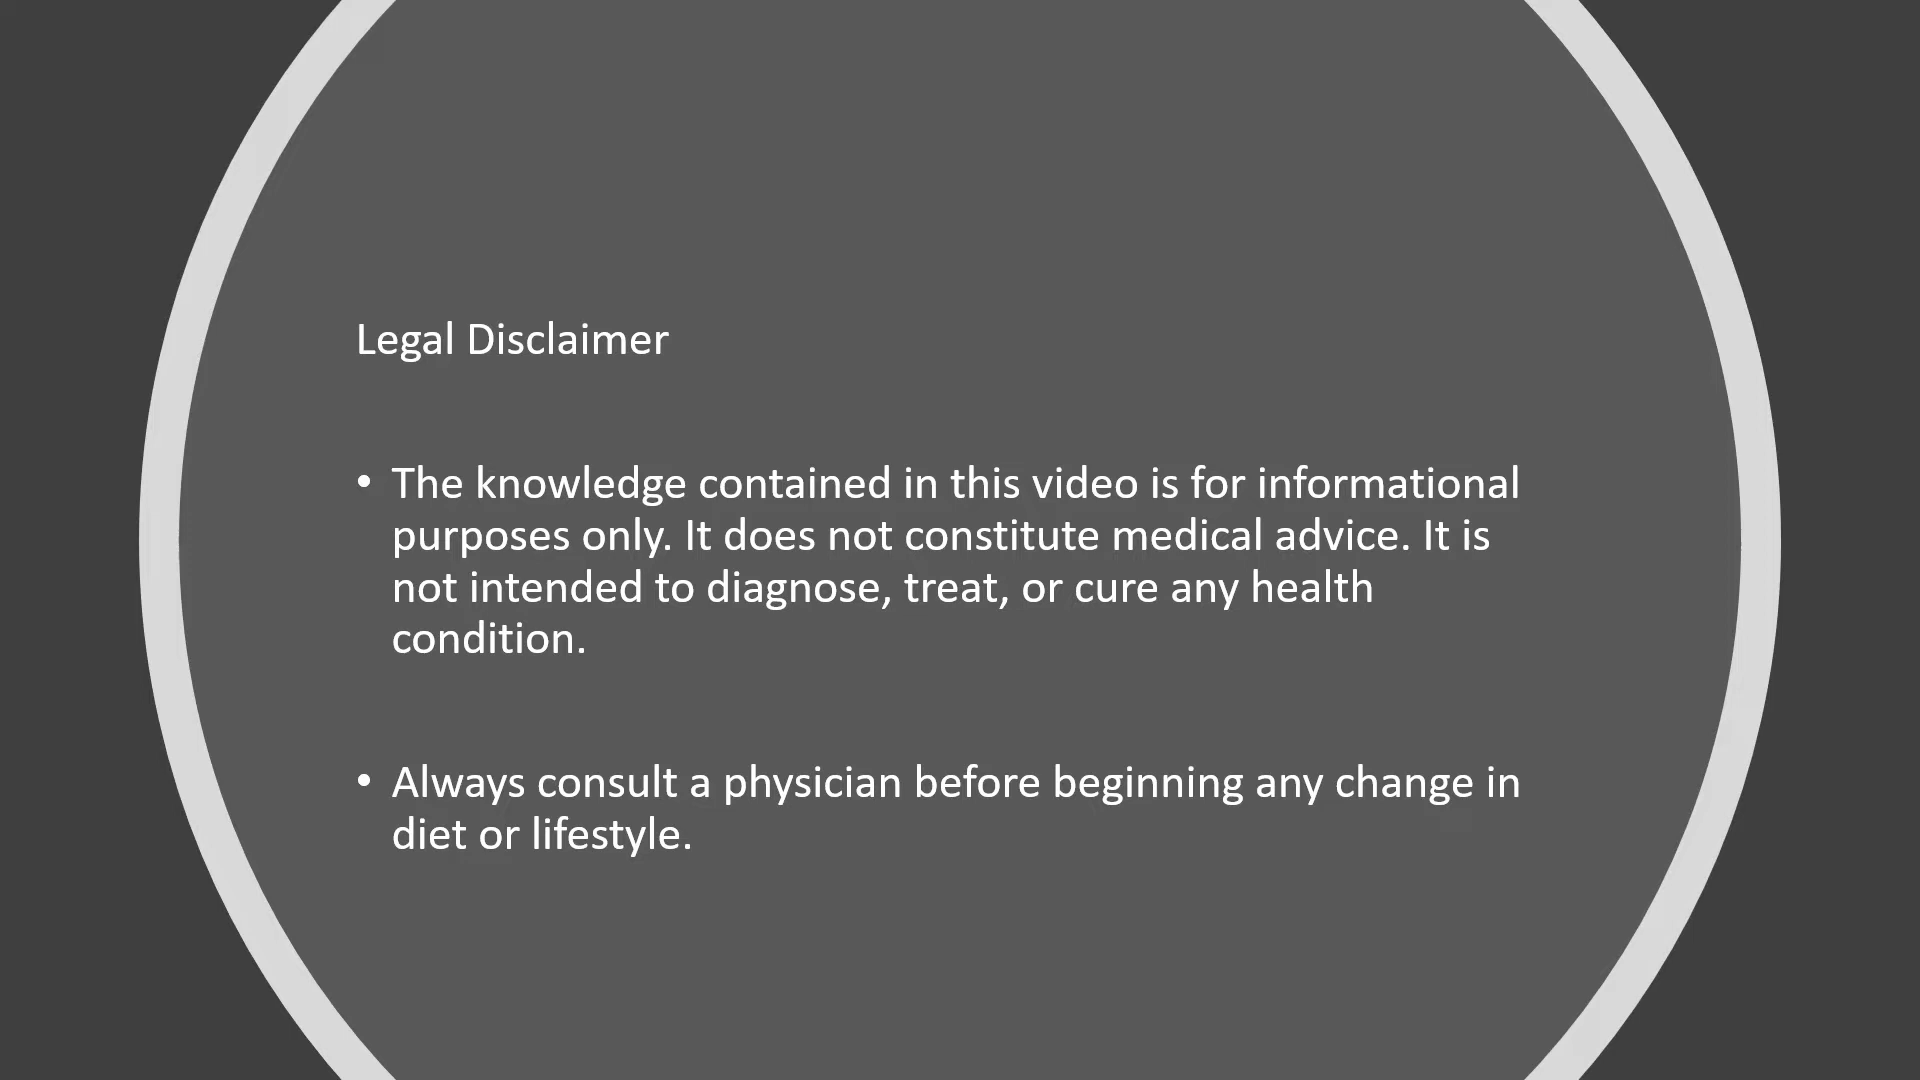 Legal Disclaimer
• The knowledge contained in this video is for informational
purposes only. It does not constitute medical advice. It is
not intended to diagnose, treat, or cure any health
condition.
• Always consult a physician before beginning any change in
diet or lifestyle.